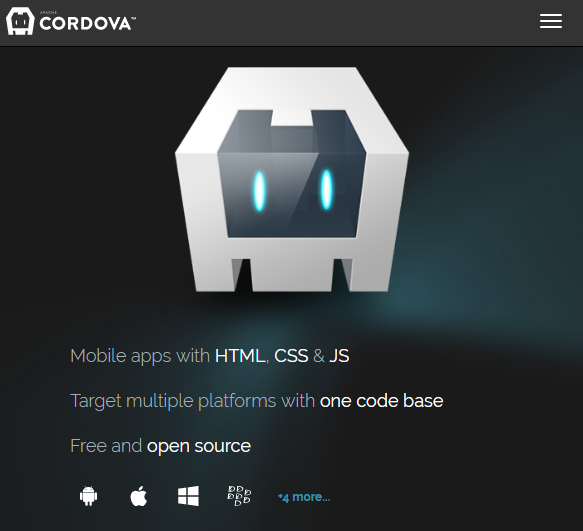 APACHE
CORDOVA™
Mobile apps with HTML, CSS & JS
Target multiple platforms with one code base
Free and open source
+4 more...